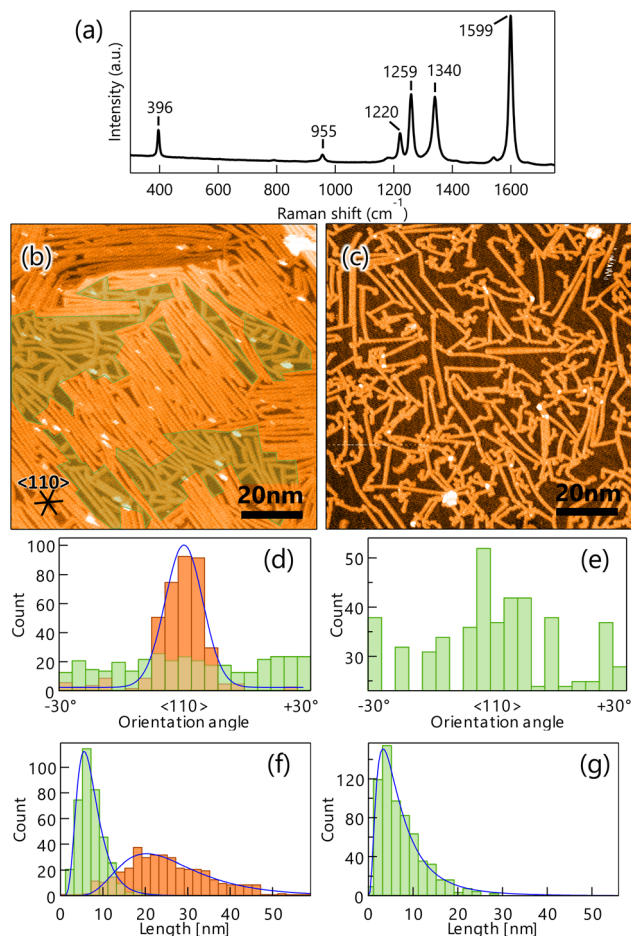 (a)
1599
1259
1340
1220
396
955
Intensity (a.u.)
400 600 800 1000 1200 1400 1600
Raman shift (cm⁻¹)
(b)
<110>
20nm
(c)
20nm
(d)
100
80
60
40
20
0
Count
-30° <110> +30°
Orientation angle
(e)
50
40
30
Count
-30° <110> +30°
Orientation angle
(f)
100
80
60
40
20
0
Count
0 10 20 30 40 50
Length [nm]
(g)
120
80
40
0
Count
0 10 20 30 40 50
Length [nm]